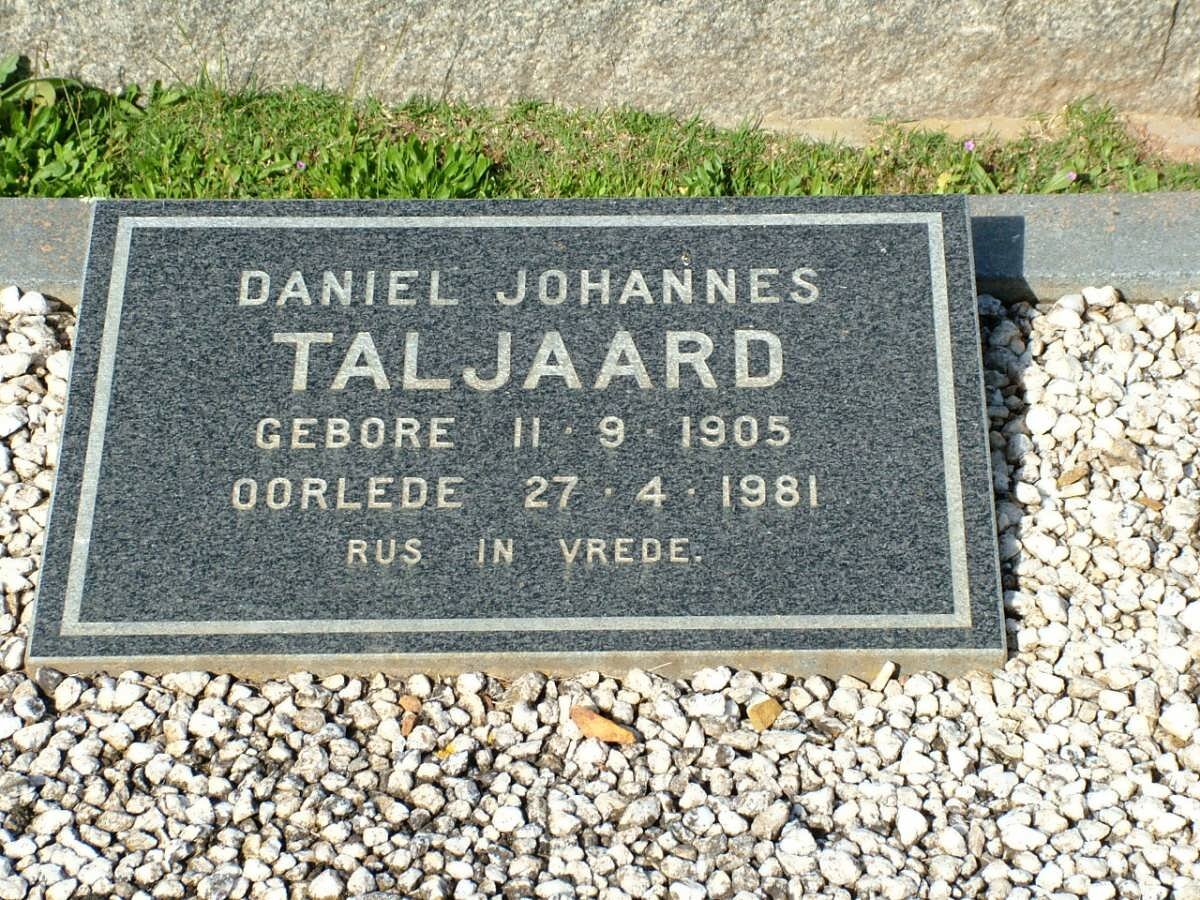 DANIEL JOHANNES
TALJAARD
GEBORE 11 · 9 · 1905
OORLEDE 27 · 4 · 1981
RUS IN VREDE.